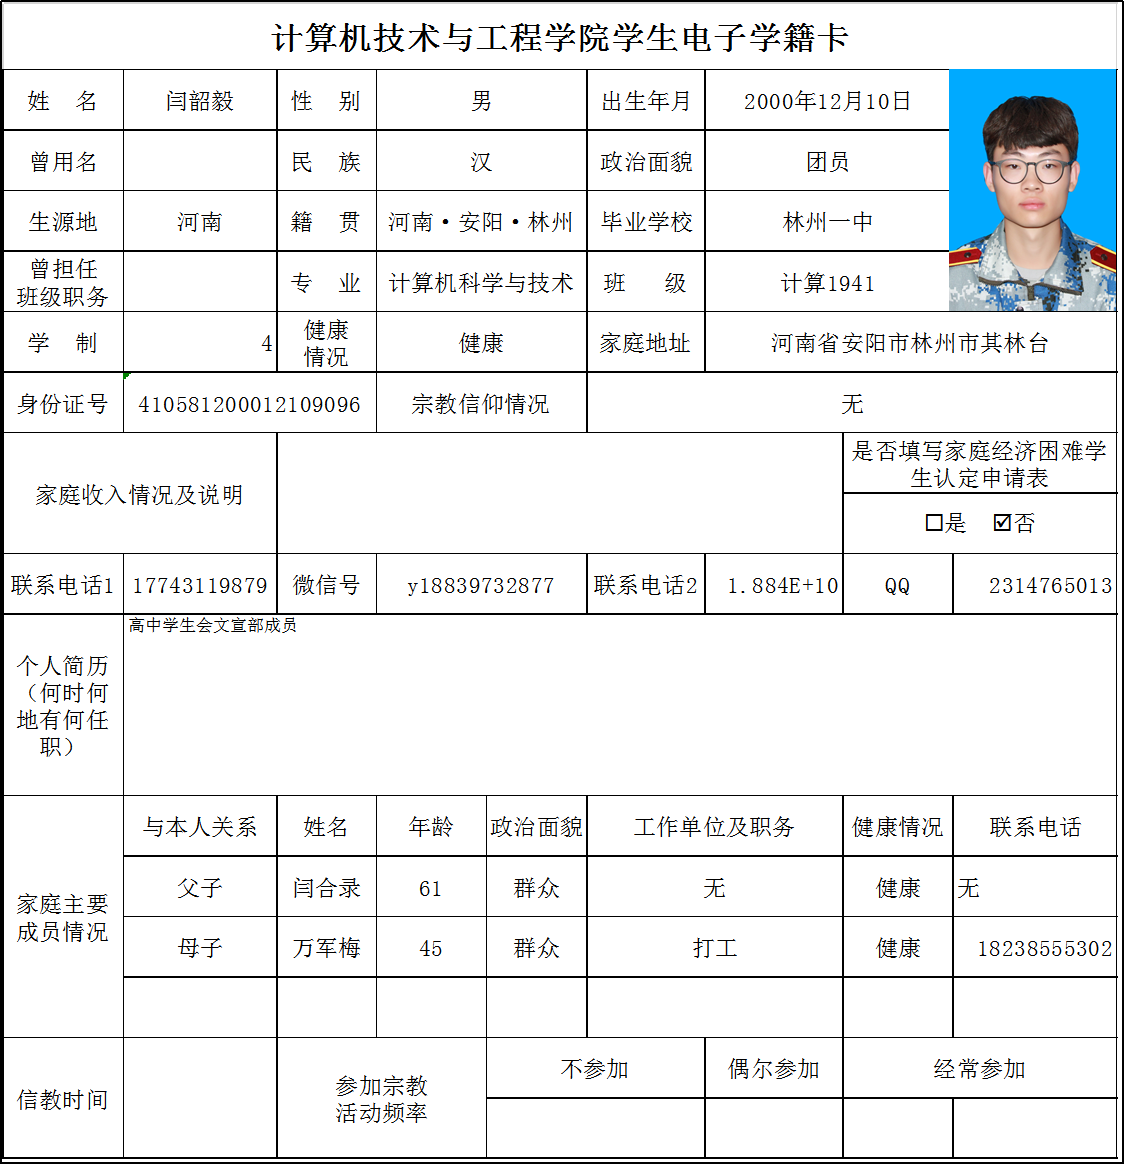 计算机技术与工程学院学生电子学籍卡
姓 名 闫韶毅 性 别 男 出生年月 2000年12月10日
曾用名 民 族 汉 政治面貌 团员
生源地 河南 籍 贯 河南·安阳·林州 毕业学校 林州一中
曾担任
班级职务 专 业 计算机科学与技术 班 级 计算1941
学 制 4 健康
情况 健康 家庭地址 河南省安阳市林州市其林台
身份证号 410581200012109096 宗教信仰情况 无
家庭收入情况及说明 是否填写家庭经济困难学
生认定申请表
☐是 ☑否
联系电话1 17743119879 微信号 y18839732877 联系电话2 1.884E+10 QQ 2314765013
个人简历
（何时何
地有何任
职）
高中学生会文宣部成员
家庭主要
成员情况
与本人关系 姓名 年龄 政治面貌 工作单位及职务 健康情况 联系电话
父子 闫合录 61 群众 无 健康 无
母子 万军梅 45 群众 打工 健康 18238555302
信教时间 参加宗教
活动频率 不参加 偶尔参加 经常参加